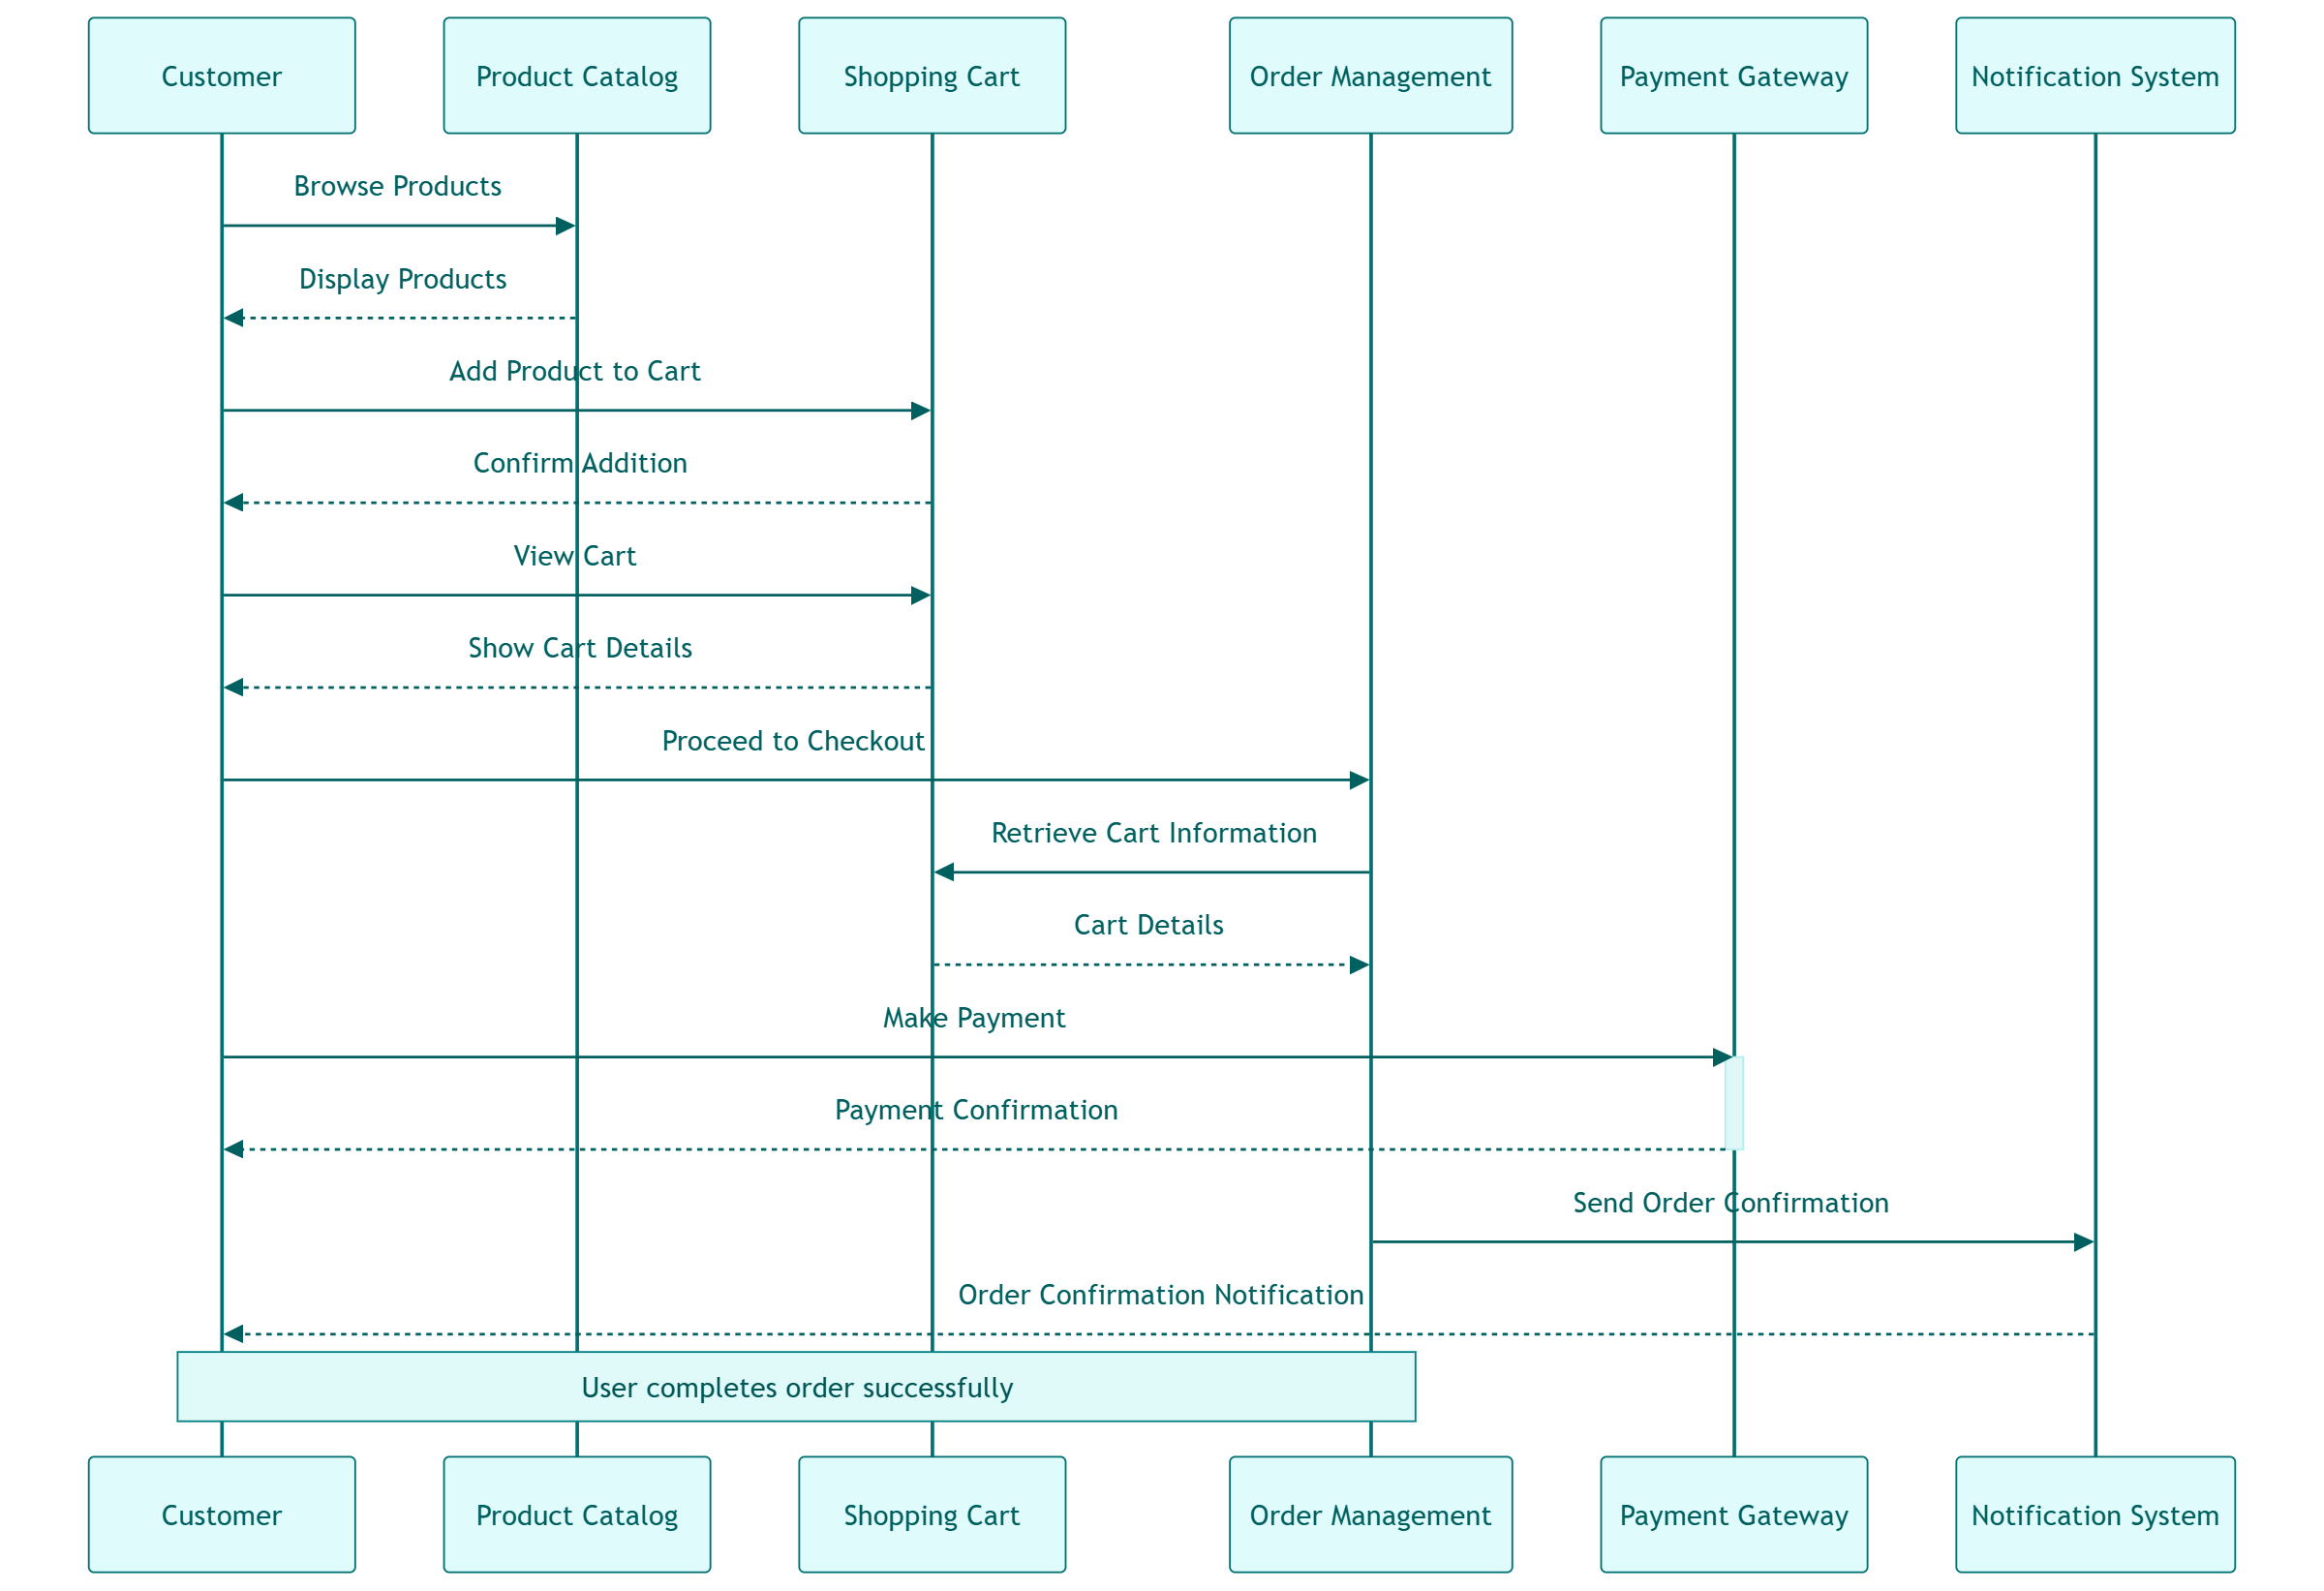 Customer
Product Catalog
Shopping Cart
Order Management
Payment Gateway
Notification System
Browse Products
Display Products
Add Product to Cart
Confirm Addition
View Cart
Show Cart Details
Proceed to Checkout
Retrieve Cart Information
Cart Details
Make Payment
Payment Confirmation
Send Order Confirmation
Order Confirmation Notification
User completes order successfully
Customer
Product Catalog
Shopping Cart
Order Management
Payment Gateway
Notification System